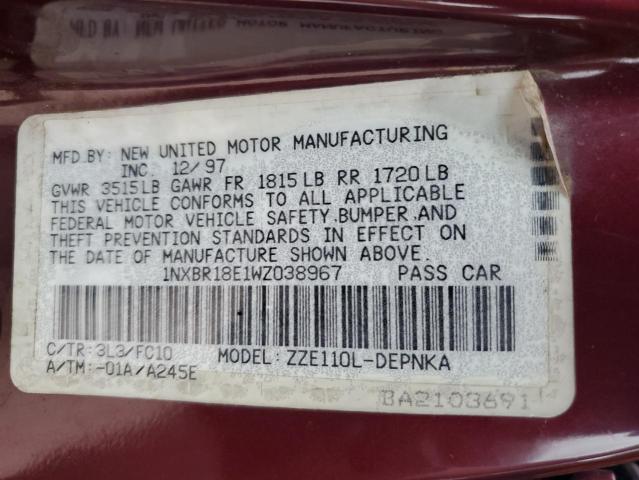 MFD.BY: NEW UNITED MOTOR MANUFACTURING
INC. 12/97
GVWR 3515LB GAWR FR 1815LB RR 1720LB
THIS VEHICLE CONFORMS TO ALL APPLICABLE
FEDERAL MOTOR VEHICLE SAFETY,BUMPER,AND
THEFT PREVENTION STANDARDS IN EFFECT ON
THE DATE OF MANUFACTURE SHOWN ABOVE.
1NXBR18E1WZ038967 PASS CAR
C/TR:3L3/FC10 MODEL:ZZE110L-DEPNKA
A/TM:-01A/A245E
BA2103691